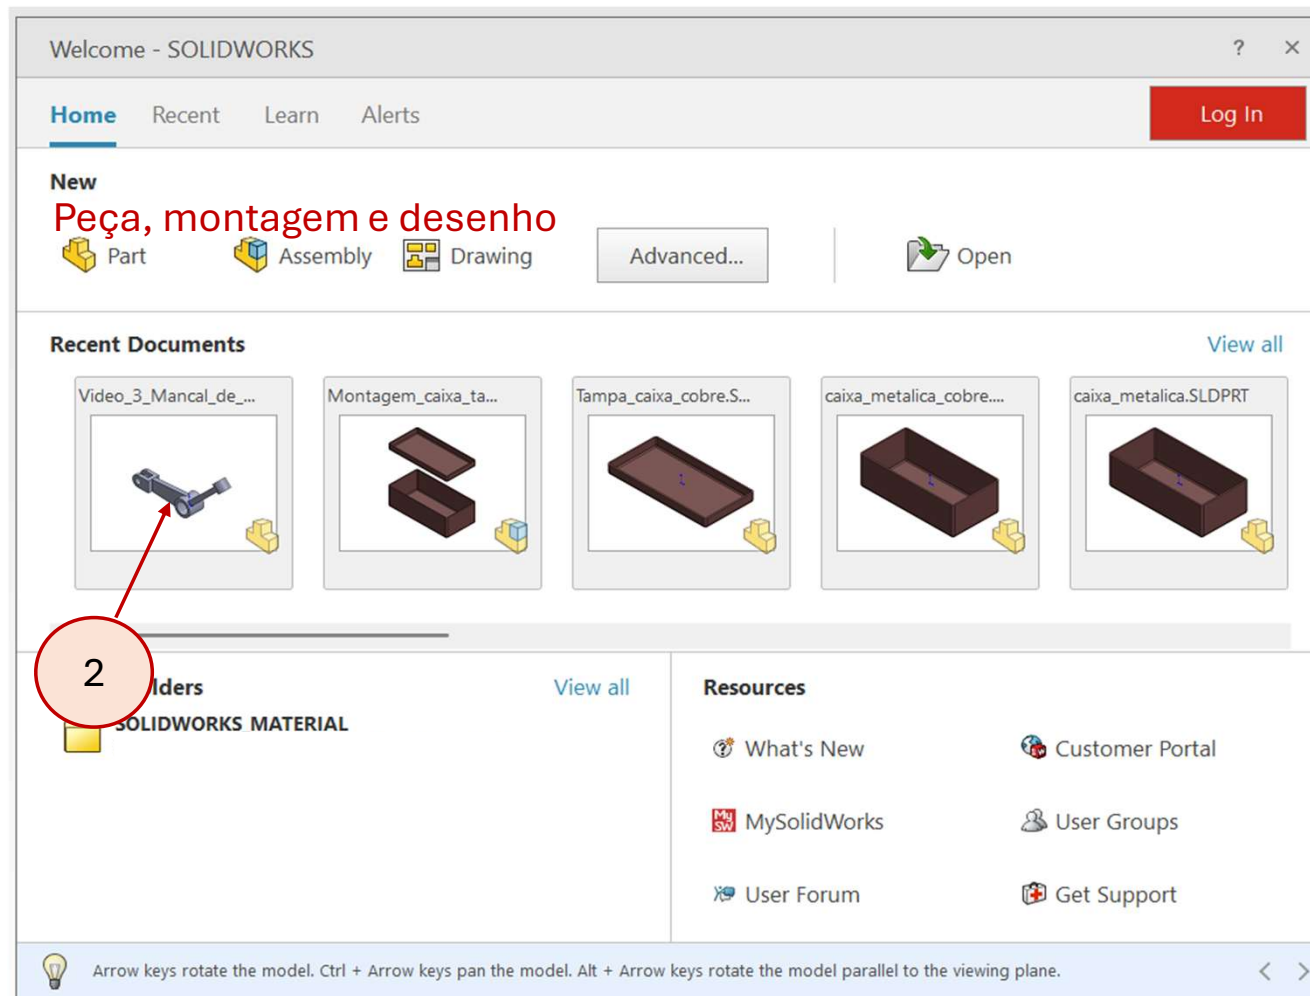 Welcome - SOLIDWORKS ?
Home Recent Learn Alerts Log In
New
Peça, montagem e desenho
Part Assembly Drawing Advanced... Open
Recent Documents View all
Video_3_Mancal_de_... Montagem_caixa_ta... Tampa_caixa_cobre.S... caixa_metalica_cobre.... caixa_metalica.SLDPRT
2
lders View all
SOLIDWORKS_MATERIAL
Resources
What's New Customer Portal
My SW MySolidWorks User Groups
User Forum Get Support
Arrow keys rotate the model. Ctrl + Arrow keys pan the model. Alt + Arrow keys rotate the model parallel to the viewing plane.